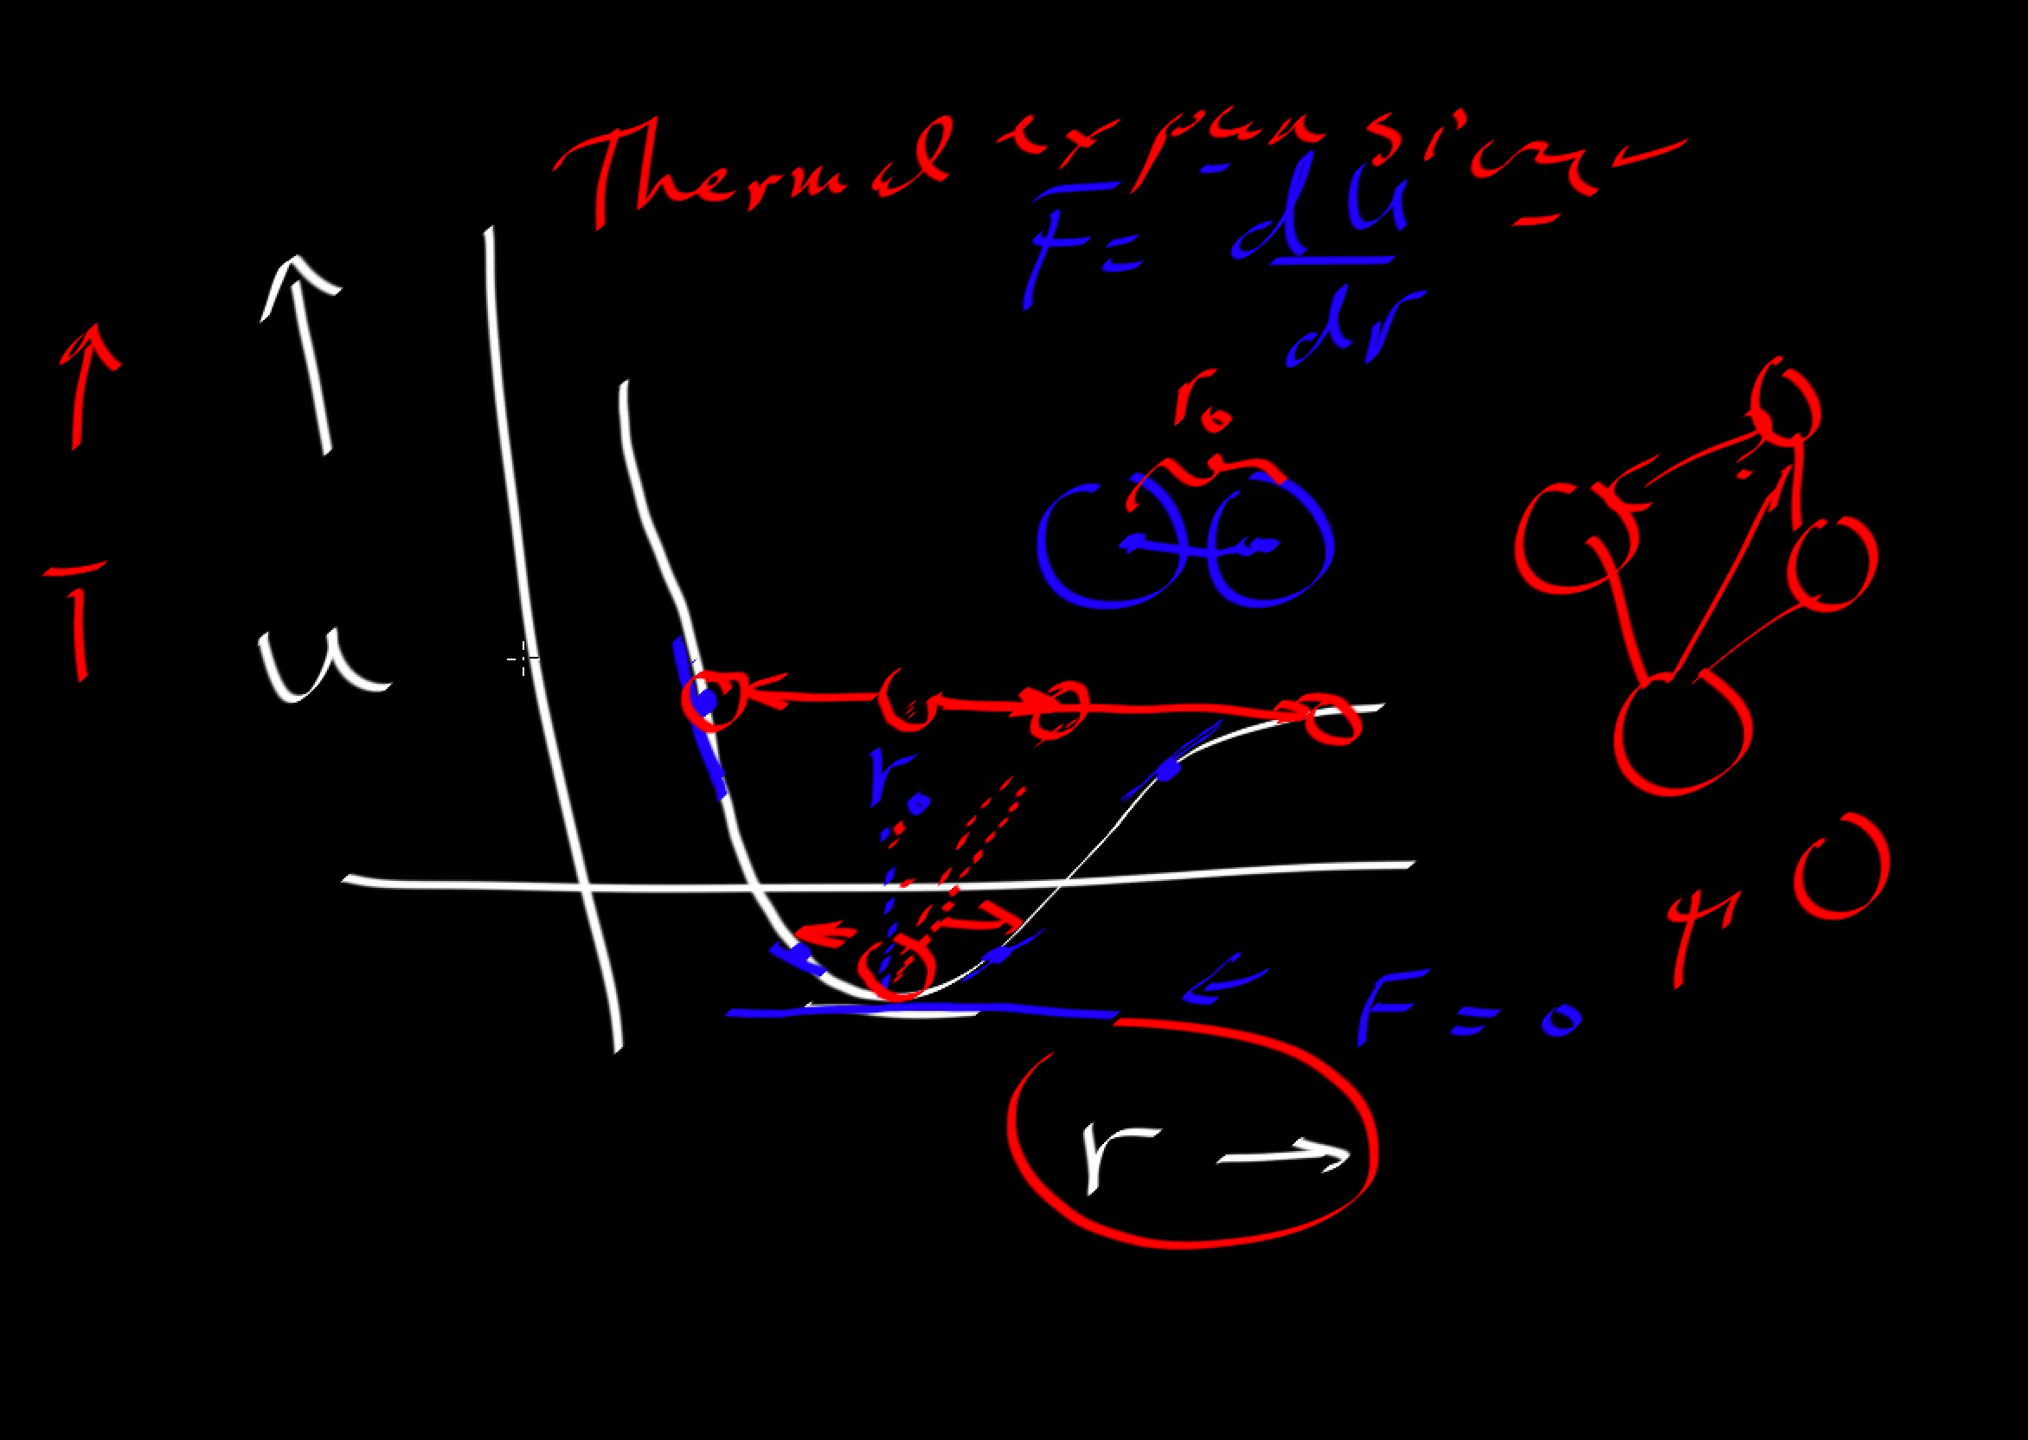 Thermal expansion
F = dU/dr
r₀
T
u
r₀
F = 0
r →